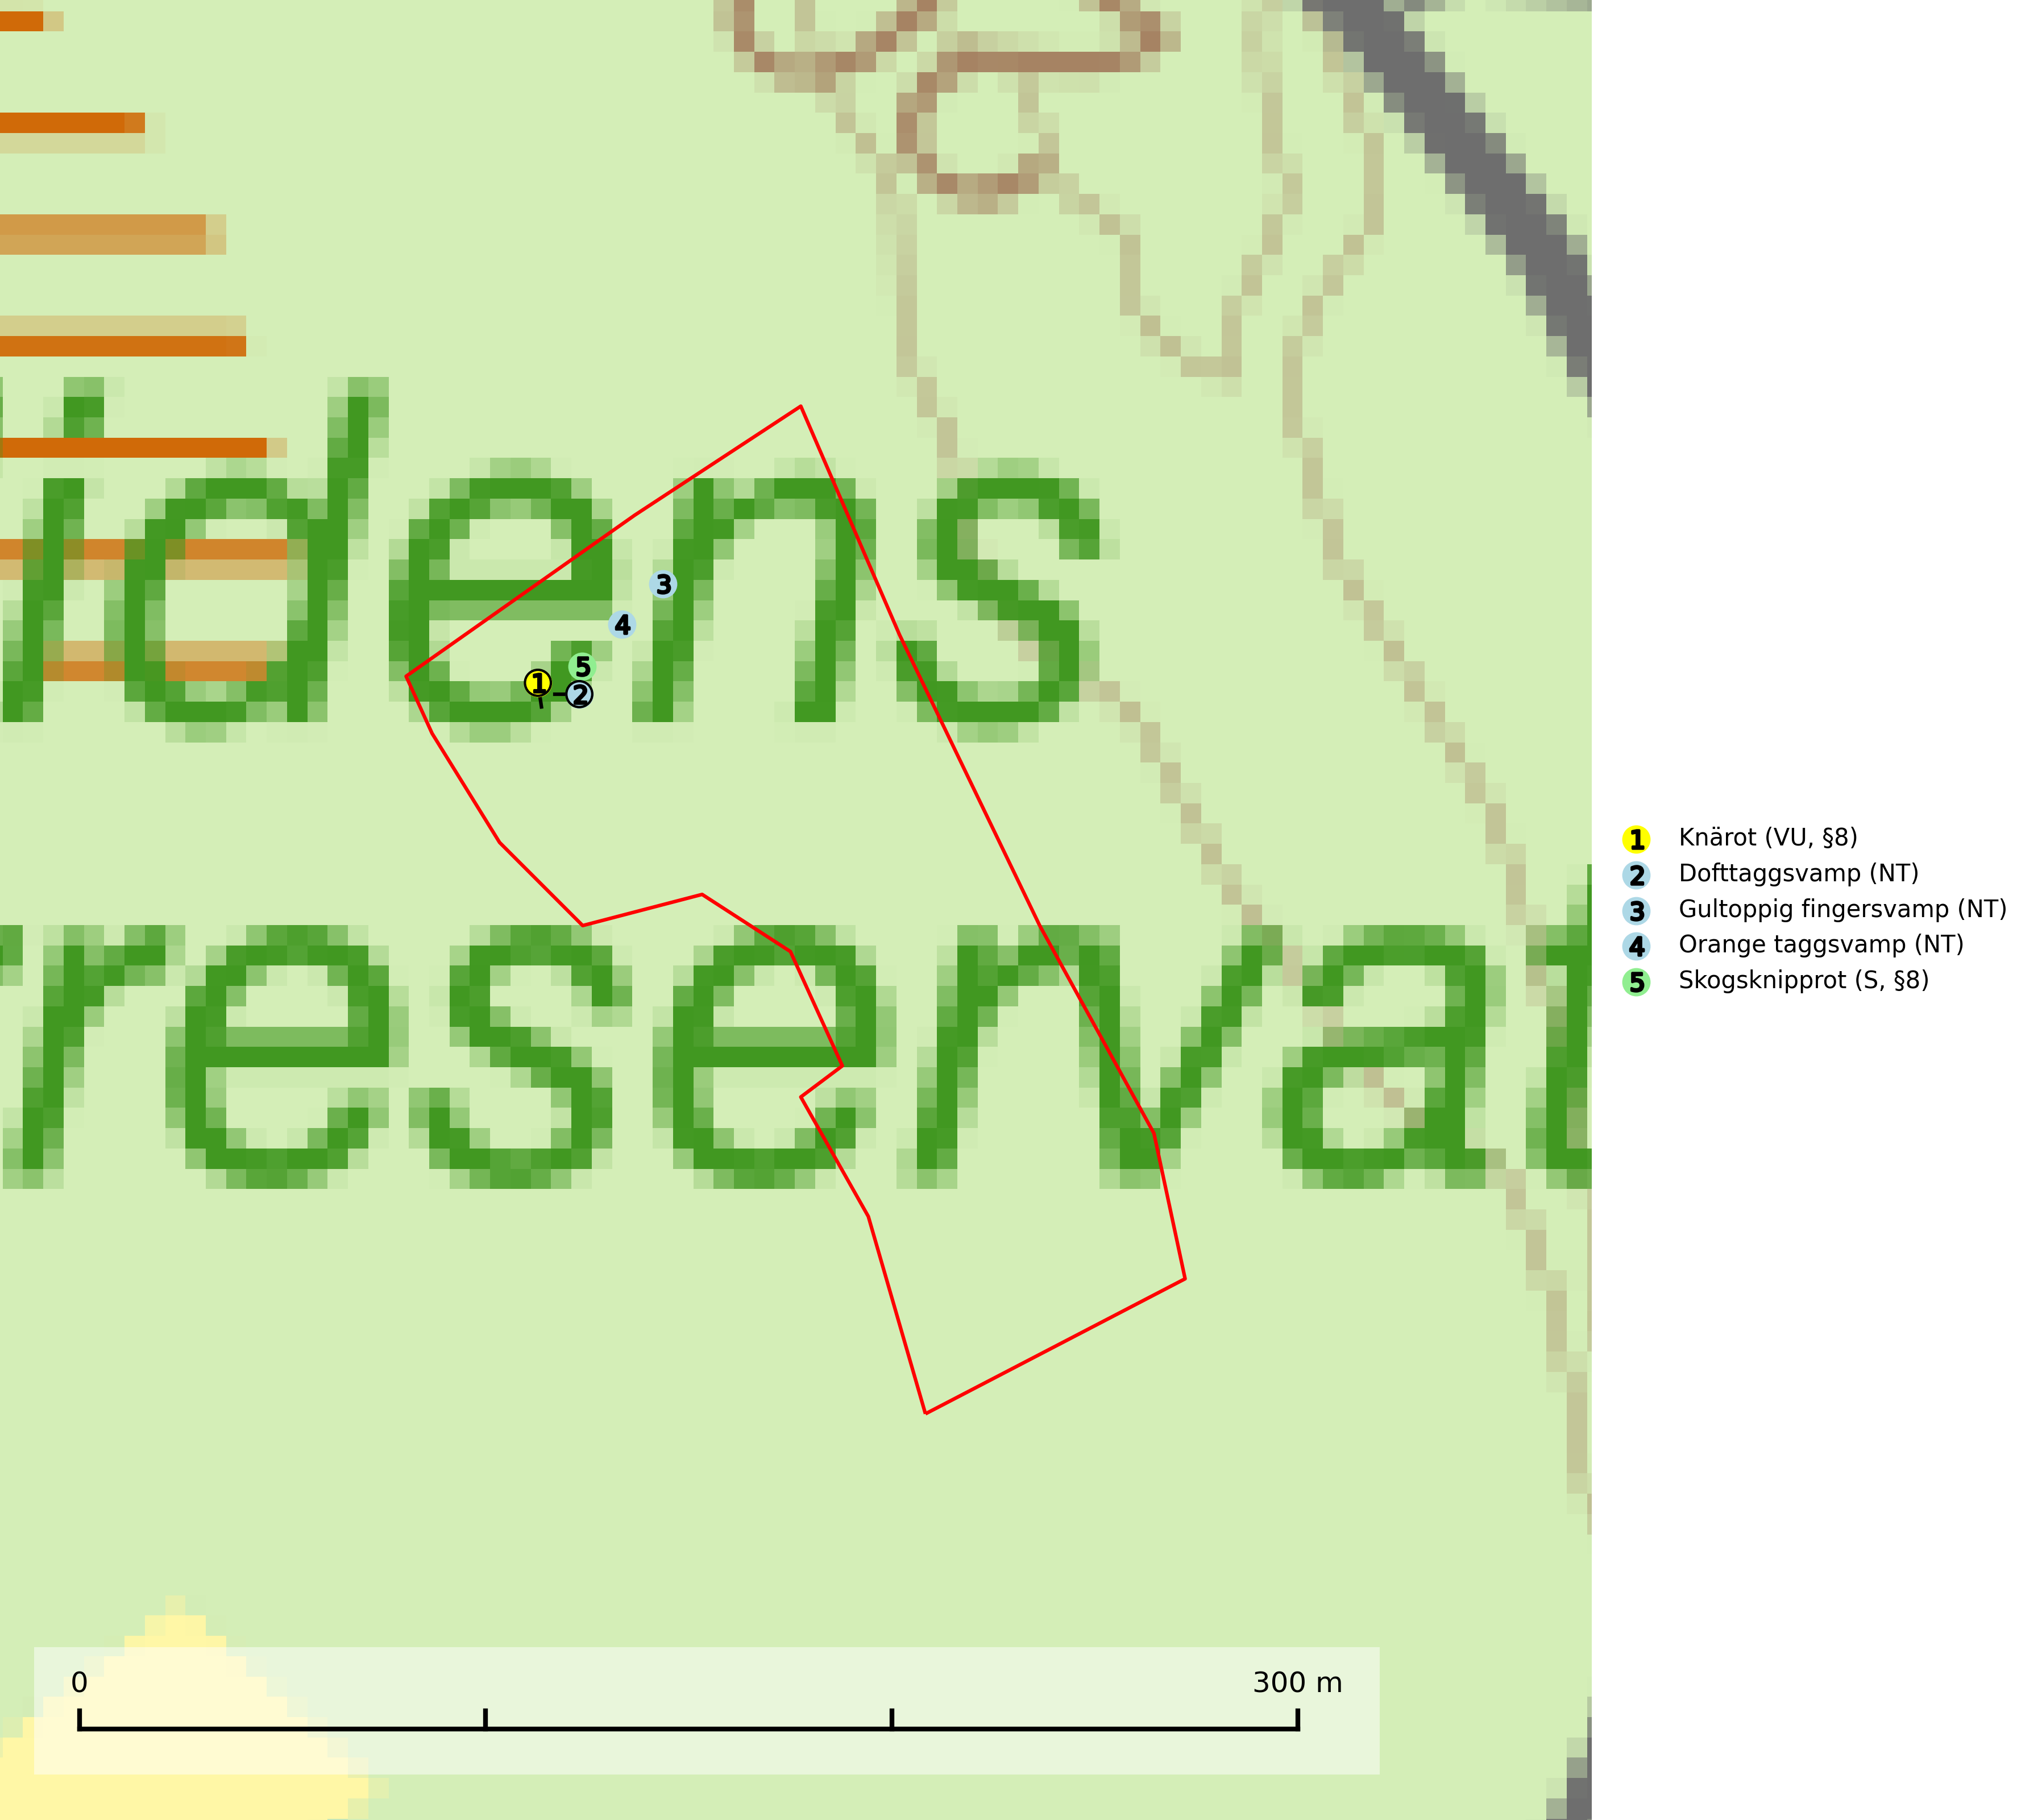 dens
3
4
5
1
2
reservat
1 Knärot (VU, §8)
2 Dofttaggsvamp (NT)
3 Gultoppig fingersvamp (NT)
4 Orange taggsvamp (NT)
5 Skogsknipprot (S, §8)
0 300 m